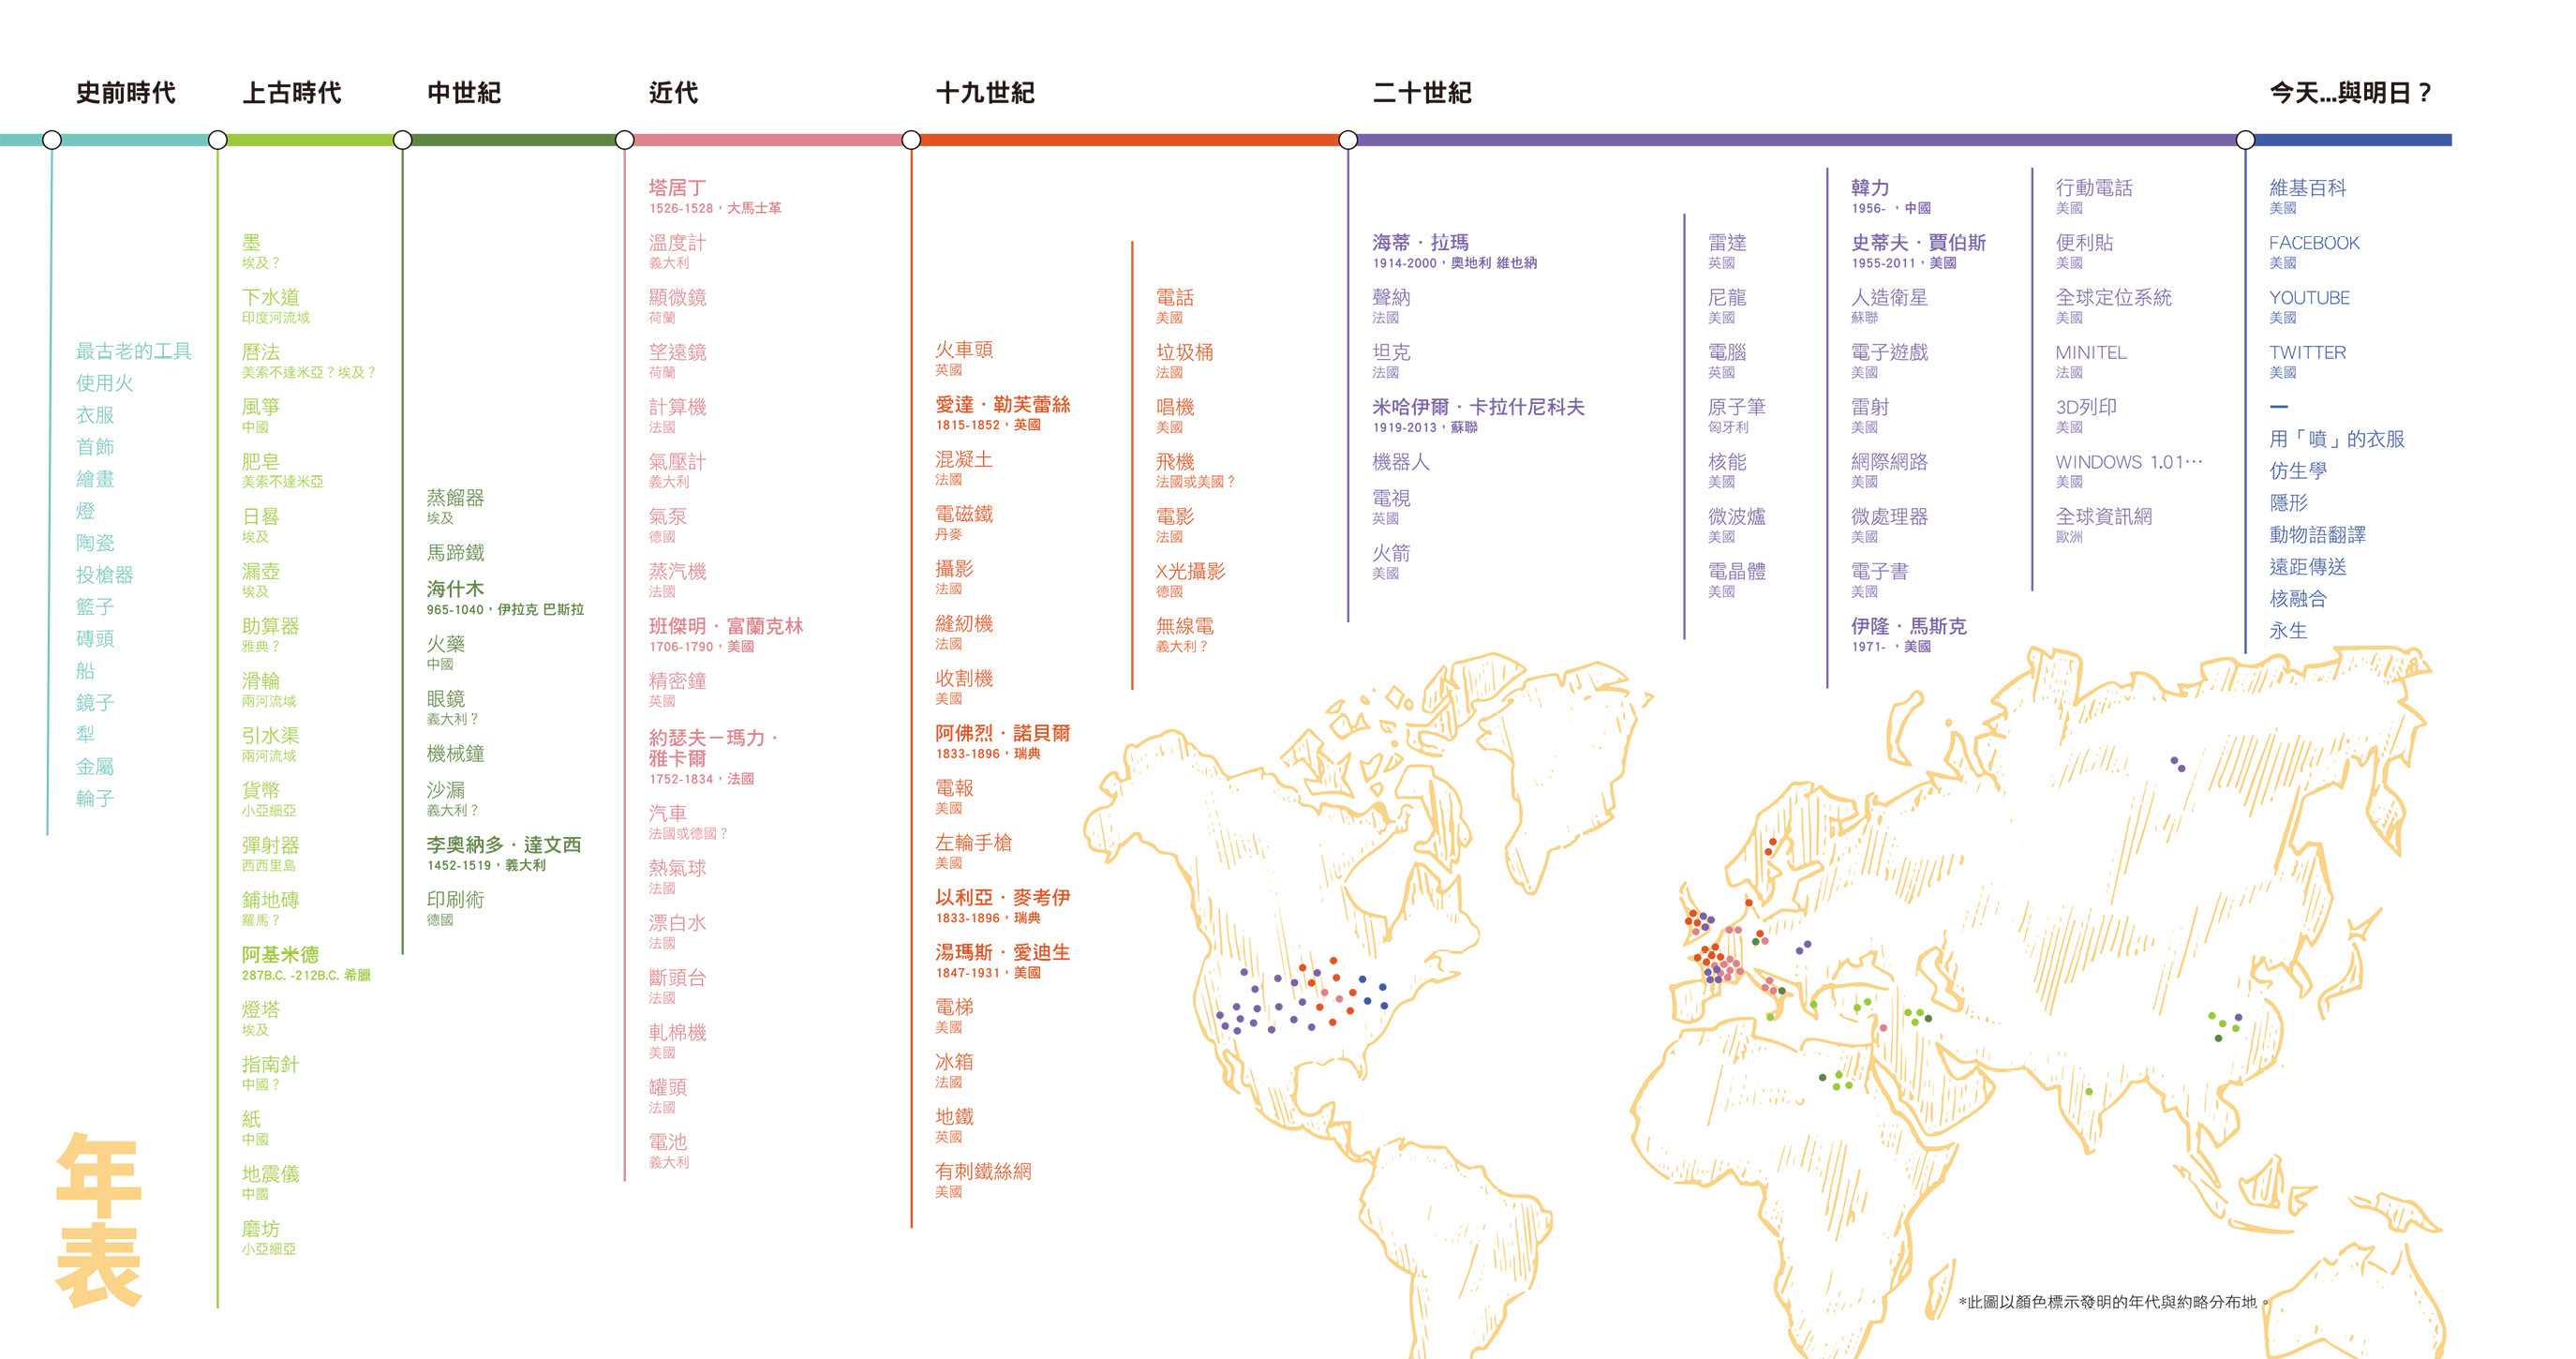 史前時代
最古老的工具
使用火
衣服
首飾
繪畫
燈
陶瓷
投槍器
籃子
磚頭
船
鏡子
犁
金屬
輪子
上古時代
墨
埃及？
下水道
印度河流域
曆法
美索不達米亞？埃及？
風箏
中國
肥皂
美索不達米亞
日晷
埃及
漏壺
埃及
助算器
雅典？
滑輪
兩河流域
引水渠
兩河流域
貨幣
小亞細亞
彈射器
西西里島
鋪地磚
羅馬？
阿基米德
287B.C. -212B.C. 希臘
燈塔
埃及
指南針
中國？
紙
中國
地震儀
中國
磨坊
小亞細亞
中世紀
蒸餾器
埃及
馬蹄鐵
海什木
965-1040，伊拉克 巴斯拉
火藥
中國
眼鏡
義大利？
機械鐘
沙漏
義大利？
李奧納多．達文西
1452-1519，義大利
印刷術
德國
近代
塔居丁
1526-1528，大馬士革
溫度計
義大利
顯微鏡
荷蘭
望遠鏡
荷蘭
計算機
法國
氣壓計
義大利
氣泵
德國
蒸汽機
法國
班傑明．富蘭克林
1706-1790，美國
精密鐘
英國
約瑟夫－瑪力．
雅卡爾
1752-1834，法國
汽車
法國或德國？
熱氣球
法國
漂白水
法國
斷頭台
法國
軋棉機
美國
罐頭
法國
電池
義大利
十九世紀
火車頭
英國
愛達．勒芙蕾絲
1815-1852，英國
混凝土
法國
電磁鐵
丹麥
攝影
法國
縫紉機
法國
收割機
美國
阿佛烈．諾貝爾
1833-1896，瑞典
電報
美國
左輪手槍
美國
以利亞．麥考伊
1833-1896，瑞典
湯瑪斯．愛迪生
1847-1931，美國
電梯
美國
冰箱
法國
地鐵
英國
有刺鐵絲網
美國
電話
美國
垃圾桶
法國
唱機
美國
飛機
法國或美國？
電影
法國
X光攝影
德國
無線電
義大利？
二十世紀
海蒂．拉瑪
1914-2000，奧地利 維也納
聲納
法國
坦克
法國
米哈伊爾．卡拉什尼科夫
1919-2013，蘇聯
機器人
電視
英國
火箭
美國
雷達
英國
尼龍
美國
電腦
英國
原子筆
匈牙利
核能
美國
微波爐
美國
電晶體
美國
韓力
1956- ，中國
史蒂夫．賈伯斯
1955-2011，美國
人造衛星
蘇聯
電子遊戲
美國
雷射
美國
網際網路
美國
微處理器
美國
電子書
美國
伊隆．馬斯克
1971- ，美國
行動電話
美國
便利貼
美國
全球定位系統
美國
MINITEL
法國
3D列印
美國
WINDOWS 1.01…
美國
全球資訊網
歐洲
今天...與明日？
維基百科
美國
FACEBOOK
美國
YOUTUBE
美國
TWITTER
美國
—
用「噴」的衣服
仿生學
隱形
動物語翻譯
遠距傳送
核融合
永生
年表
*此圖以顏色標示發明的年代與約略分布地。